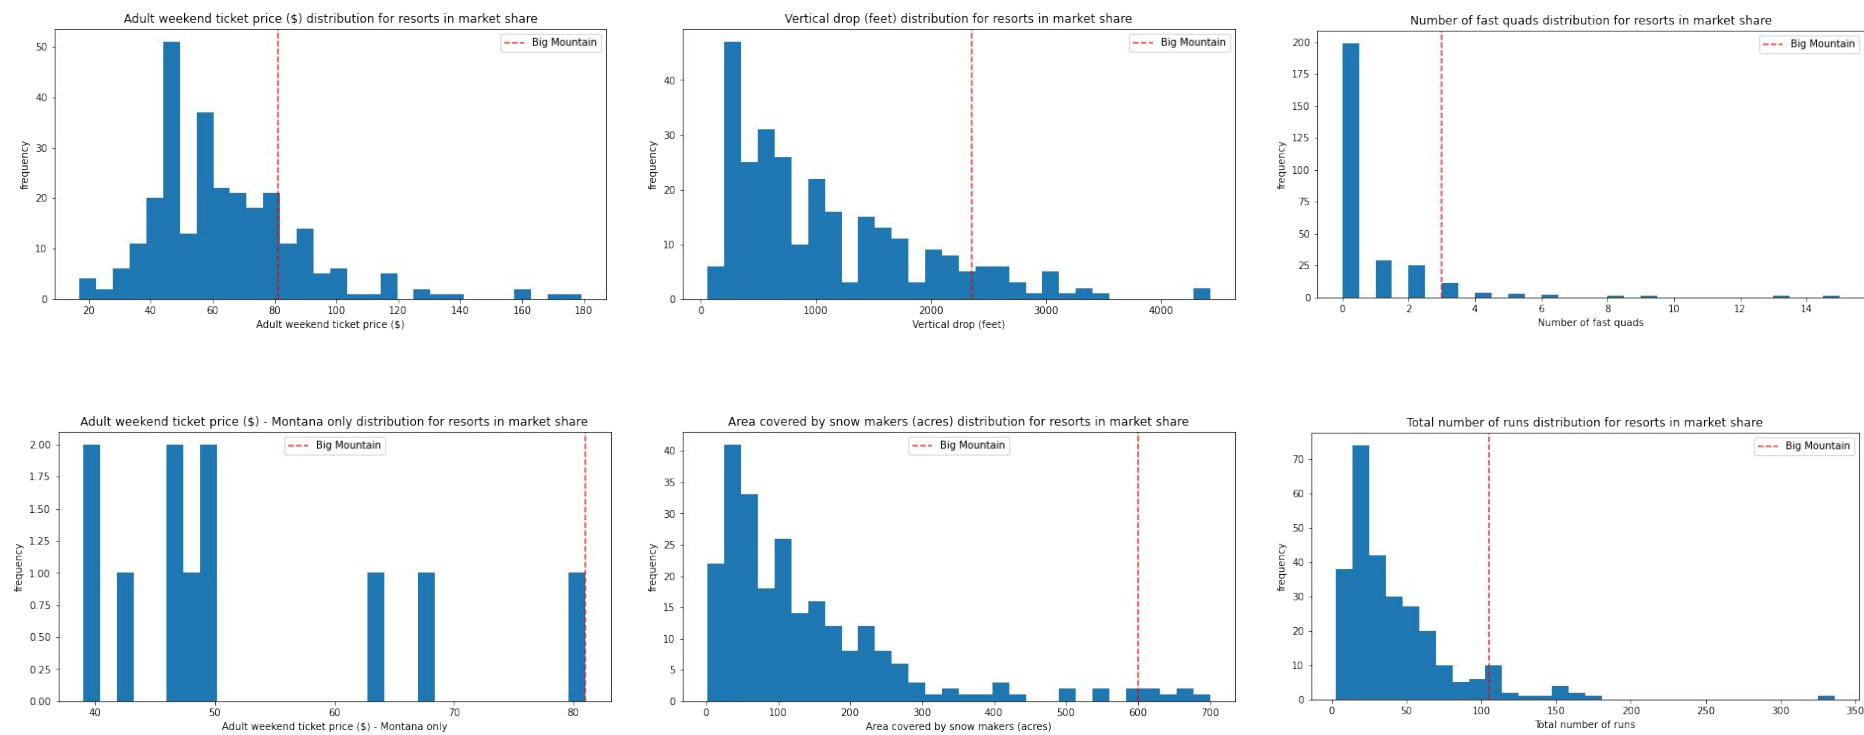 Adult weekend ticket price ($) distribution for resorts in market share
Big Mountain
50
40
30
20
10
0
frequency
20 40 60 80 100 120 140 160 180
Adult weekend ticket price ($)
Vertical drop (feet) distribution for resorts in market share
Big Mountain
40
30
20
10
0
frequency
0 1000 2000 3000 4000
Vertical drop (feet)
Number of fast quads distribution for resorts in market share
Big Mountain
200
175
150
125
100
75
50
25
0
frequency
0 2 4 6 8 10 12 14
Number of fast quads
Adult weekend ticket price ($) - Montana only distribution for resorts in market share
Big Mountain
2.00
1.75
1.50
1.25
1.00
0.75
0.50
0.25
0.00
frequency
40 50 60 70 80
Adult weekend ticket price ($) - Montana only
Area covered by snow makers (acres) distribution for resorts in market share
Big Mountain
40
35
30
25
20
15
10
5
0
frequency
0 100 200 300 400 500 600 700
Area covered by snow makers (acres)
Total number of runs distribution for resorts in market share
Big Mountain
70
60
50
40
30
20
10
0
frequency
0 50 100 150 200 250 300 350
Total number of runs